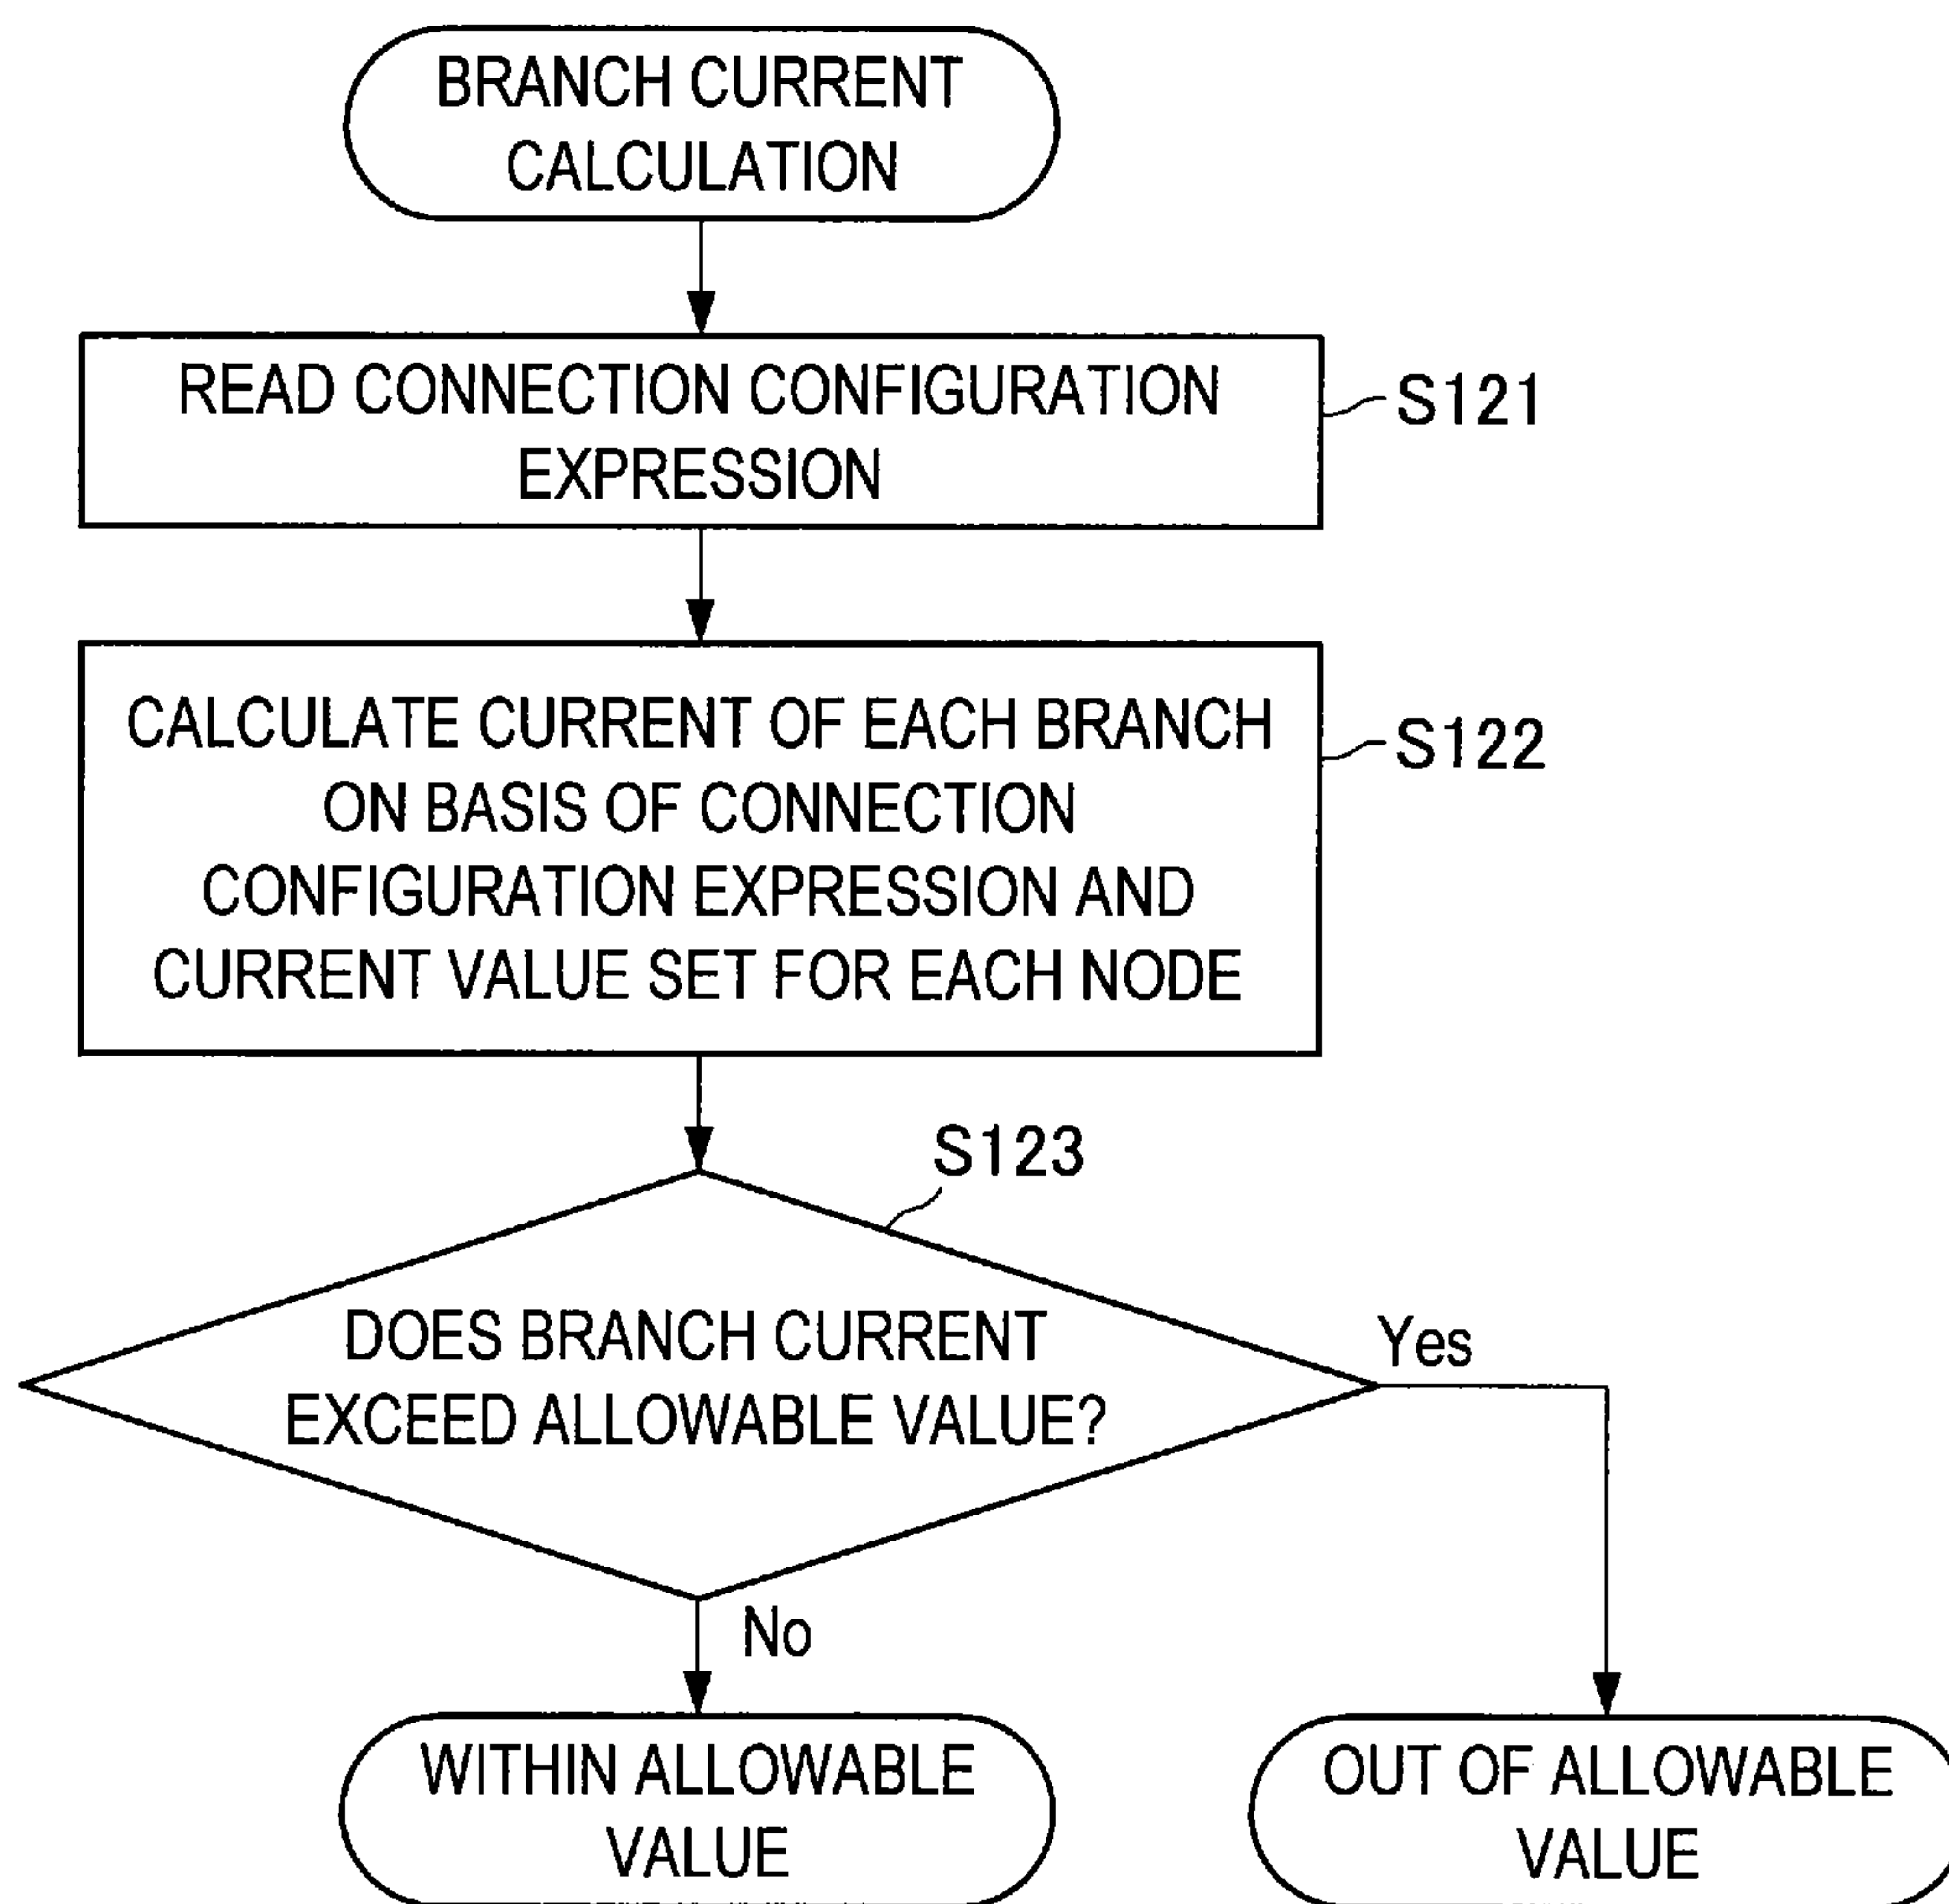 BRANCH CURRENT
CALCULATION
READ CONNECTION CONFIGURATION
EXPRESSION
S121
CALCULATE CURRENT OF EACH BRANCH
ON BASIS OF CONNECTION
CONFIGURATION EXPRESSION AND
CURRENT VALUE SET FOR EACH NODE
S122
S123
DOES BRANCH CURRENT
EXCEED ALLOWABLE VALUE?
Yes
No
WITHIN ALLOWABLE
VALUE
OUT OF ALLOWABLE
VALUE